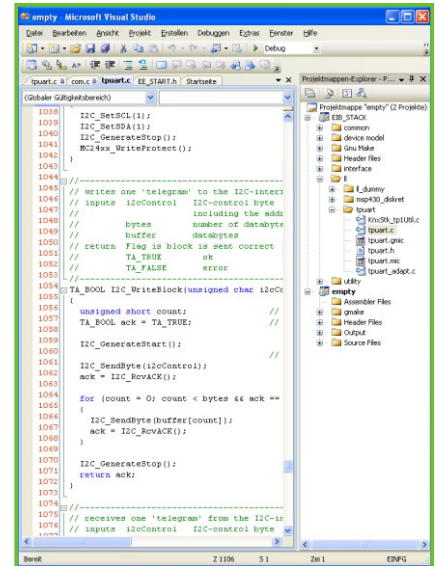 empty - Microsoft Visual Studio
Datei Bearbeiten Ansicht Projekt Erstellen Debuggen Extras Fenster
Hilfe
Debug
tpuart.c com.c tpuart.c EE_START.h Startseite
(Globaler Gültigkeitsbereich)
1038 I2C_SetSCL(1);
1039 I2C_SetSDA(1);
1040 I2C_GenerateStop();
1041 MC24xx_WriteProtect();
1042 }
1043
1044
1045 //
1046 // writes one 'telegram' to the I2C-inter
1047 // inputs i2cControl I2C-control byte
1048 // including the addr
1049 // bytes number of databyte
1050 // buffer databytes
1051 // return Flag is block is sent correct
1052 // TA_TRUE ok
1053 // TA_FALSE error
1054 TA_BOOL I2C_WriteBlock(unsigned char i2cCo
1055 {
1056 unsigned short count; //
1057 TA_BOOL ack = TA_TRUE; //
1058
1059 I2C_GenerateStart();
1060 //
1061 I2C_SendByte(i2cControl);
1062 ack = I2C_RcvACK();
1063
1064 for (count = 0; count < bytes && ack ==
1065 {
1066 I2C_SendByte(buffer[count]);
1067 ack = I2C_RcvACK();
1068 }
1069
1070 I2C_GenerateStop();
1071 return ack;
1072 }
1073
1074 //
1075 // receives one 'telegram' from the I2C-in
1076 // inputs i2cControl I2C-control byte
Projektmappen-Explorer - P...
Projektmappe "empty" (2 Projekte)
EIB_STACK
common
device model
Gnu Make
Header files
interface
ll
ll_dummy
msp430_diskret
tpuart
KnxStk_tp1Util.c
tpuart.c
tpuart.gmic
tpuart.h
tpuart.mic
tpuart_adapt.c
utility
empty
Assembler Files
gmake
Header Files
Output
Source Files
Bereit Z 1106 S 1 Zei 1 EINFG